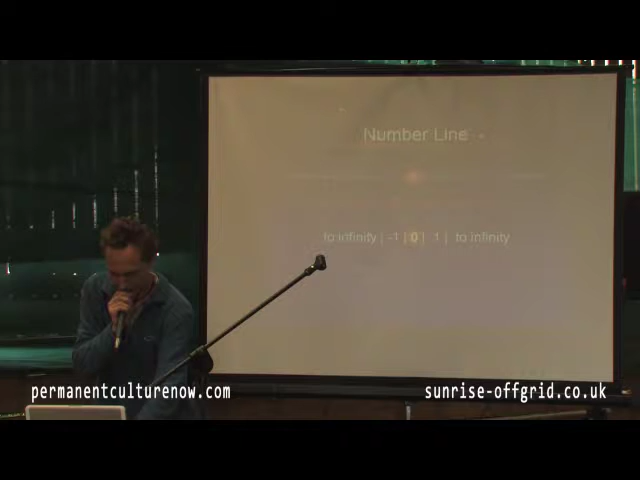 Number Line
to infinity | -1 | 0 | 1 | to infinity
permanentculturenow.com
sunrise-offgrid.co.uk